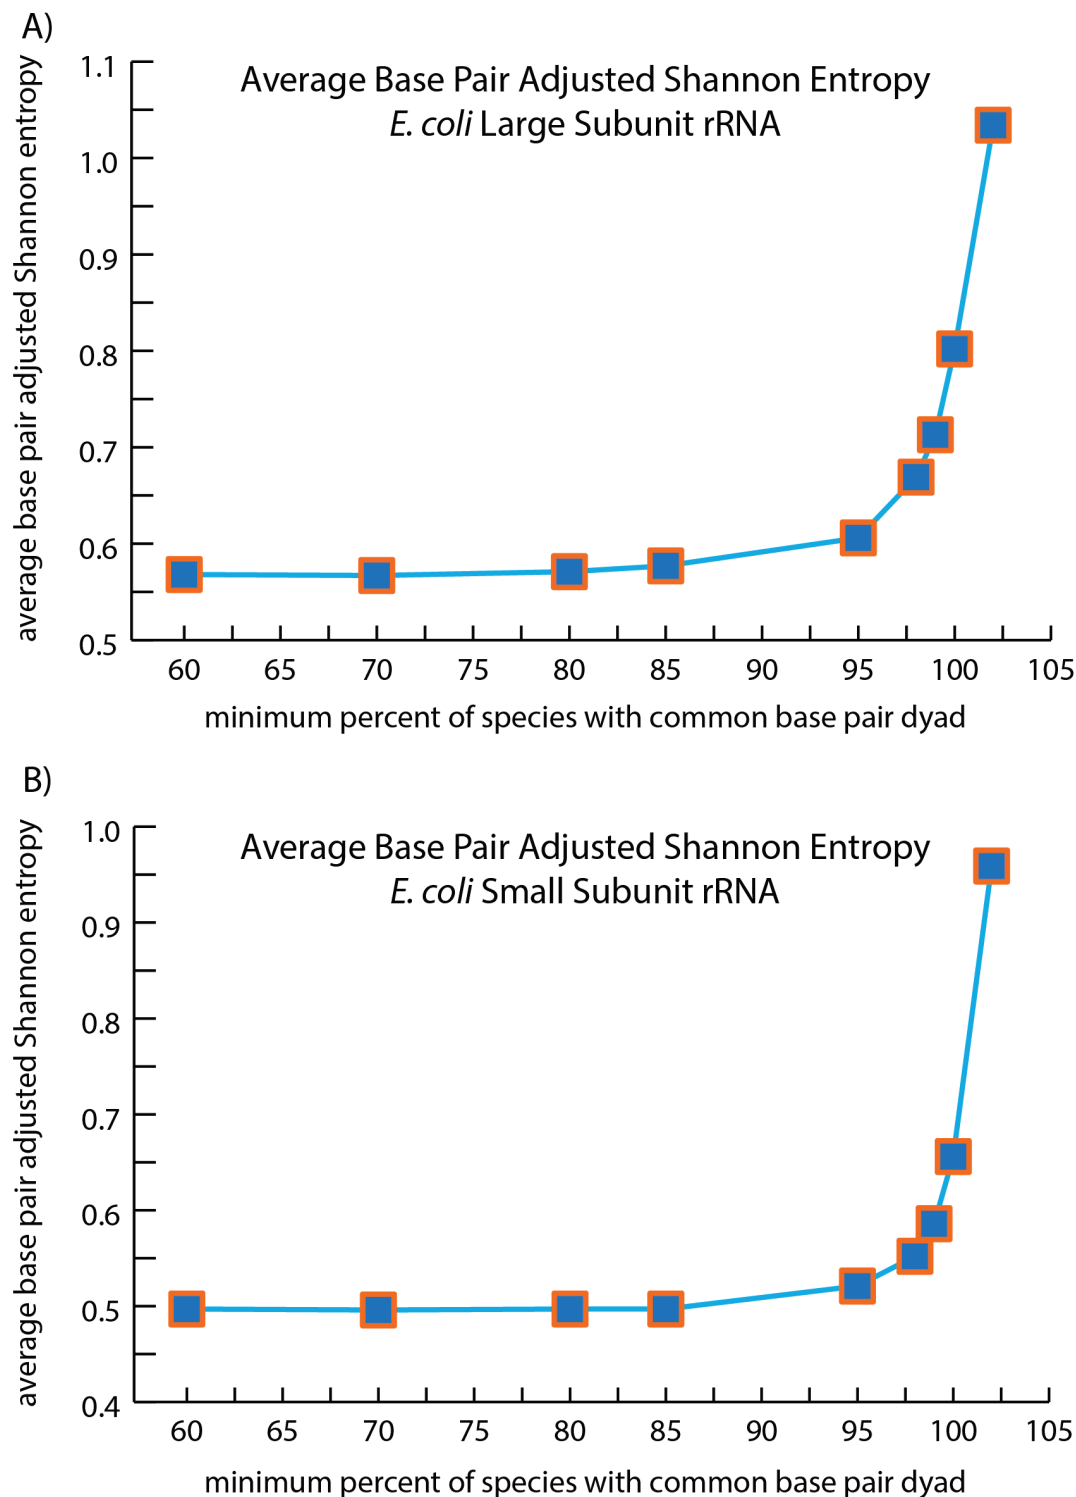 A)
Average Base Pair Adjusted Shannon Entropy
E. coli Large Subunit rRNA
average base pair adjusted Shannon entropy
1.1
1.0
0.9
0.8
0.7
0.6
0.5
60 65 70 75 80 85 90 95 100 105
minimum percent of species with common base pair dyad
B)
Average Base Pair Adjusted Shannon Entropy
E. coli Small Subunit rRNA
average base pair adjusted Shannon entropy
1.0
0.9
0.8
0.7
0.6
0.5
0.4
60 65 70 75 80 85 90 95 100 105
minimum percent of species with common base pair dyad